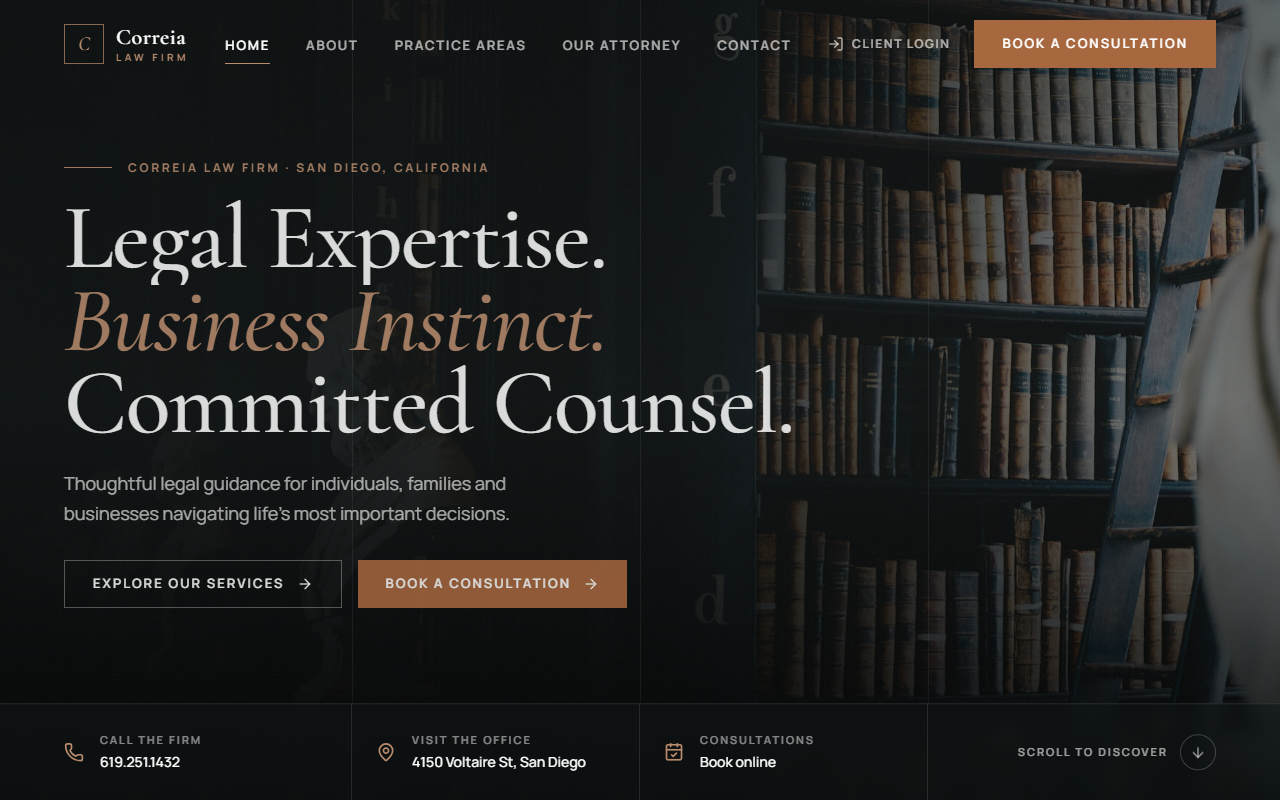 C
Correia
LAW FIRM
HOME
ABOUT
PRACTICE AREAS
OUR ATTORNEY
CONTACT
CLIENT LOGIN
BOOK A CONSULTATION
k
g
i
CORREIA LAW FIRM · SAN DIEGO, CALIFORNIA
h
f
Legal Expertise.
Business Instinct.
Committed Counsel.
g
e
Thoughtful legal guidance for individuals, families and
businesses navigating life's most important decisions.
EXPLORE OUR SERVICES
BOOK A CONSULTATION
d
CALL THE FIRM
619.251.1432
VISIT THE OFFICE
4150 Voltaire St, San Diego
CONSULTATIONS
Book online
SCROLL TO DISCOVER